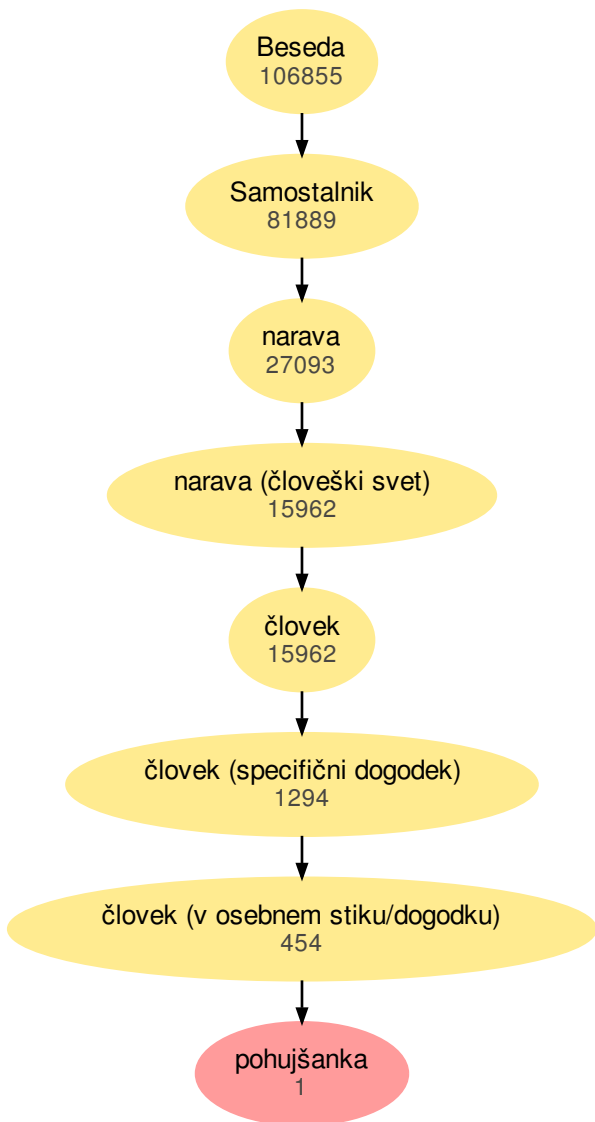 Beseda
106855
Samostalnik
81889
narava
27093
narava (človeški svet)
15962
človek
15962
človek (specifični dogodek)
1294
človek (v osebnem stiku/dogodku)
454
pohujšanka
1